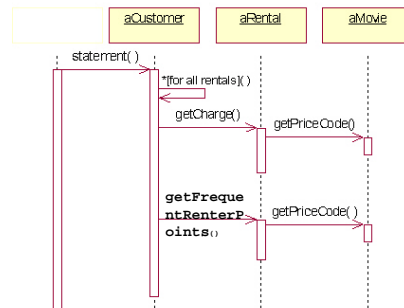 aCustomer
aRental
aMovie
statement( )
*[for all rentals]( )
getCharge()
getPriceCode()
getFreque
ntRenterP
oints()
getPriceCode( )